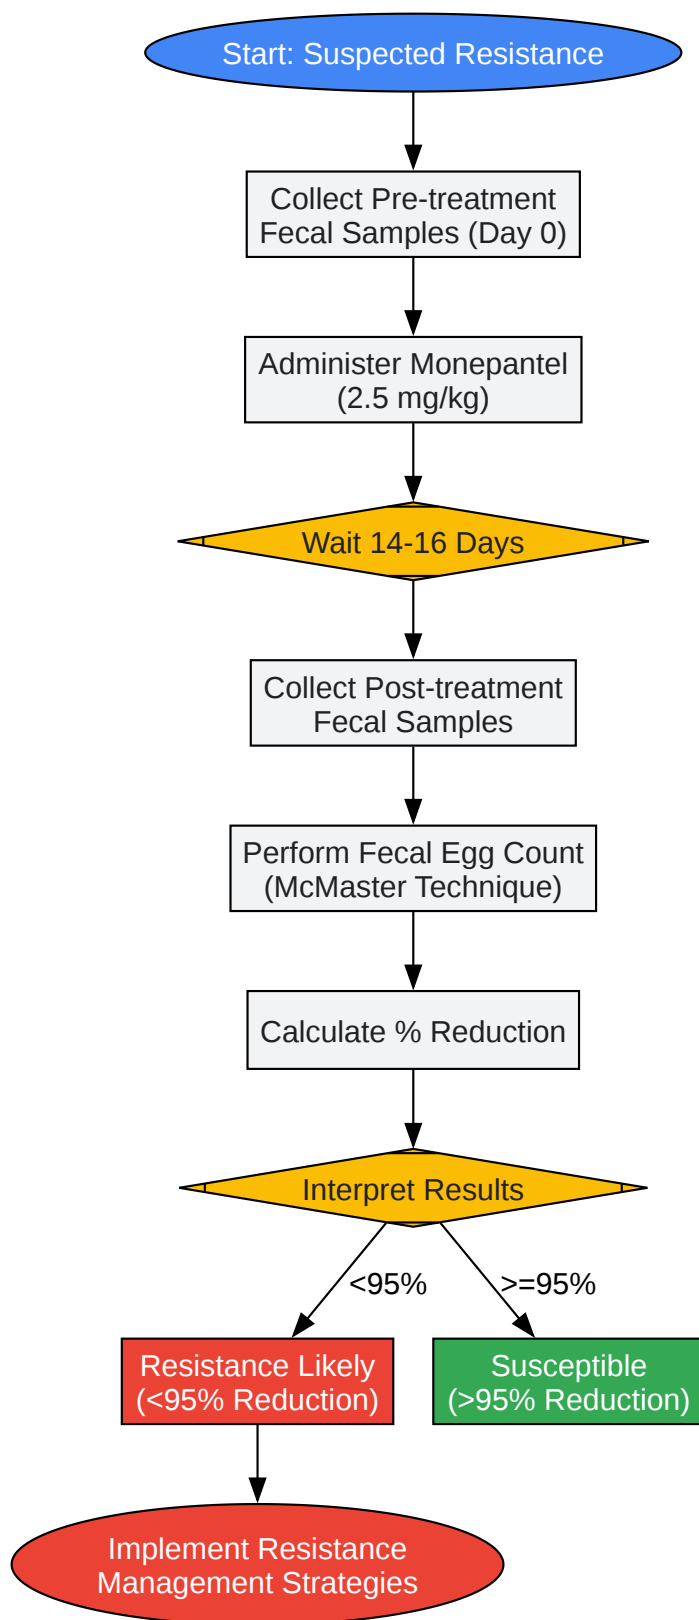 Start: Suspected Resistance
Collect Pre-treatment
Fecal Samples (Day 0)
Administer Monepantel
(2.5 mg/kg)
Wait 14-16 Days
Collect Post-treatment
Fecal Samples
Perform Fecal Egg Count
(McMaster Technique)
Calculate % Reduction
Interpret Results
<95%
>=95%
Resistance Likely
(<95% Reduction)
Susceptible
(>95% Reduction)
Implement Resistance
Management Strategies